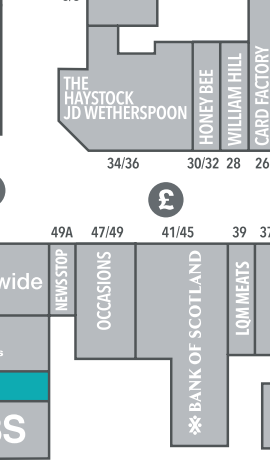 THE
HAYSTOCK
JD WETHERSPOON
HONEY BEE
WILLIAM HILL
CARD FACTORY
34/36
30/32
28
26
£
49A
47/49
41/45
39
37
wide
NEWS STOP
OCCASIONS
BANK OF SCOTLAND
LQM MEATS
s
SS